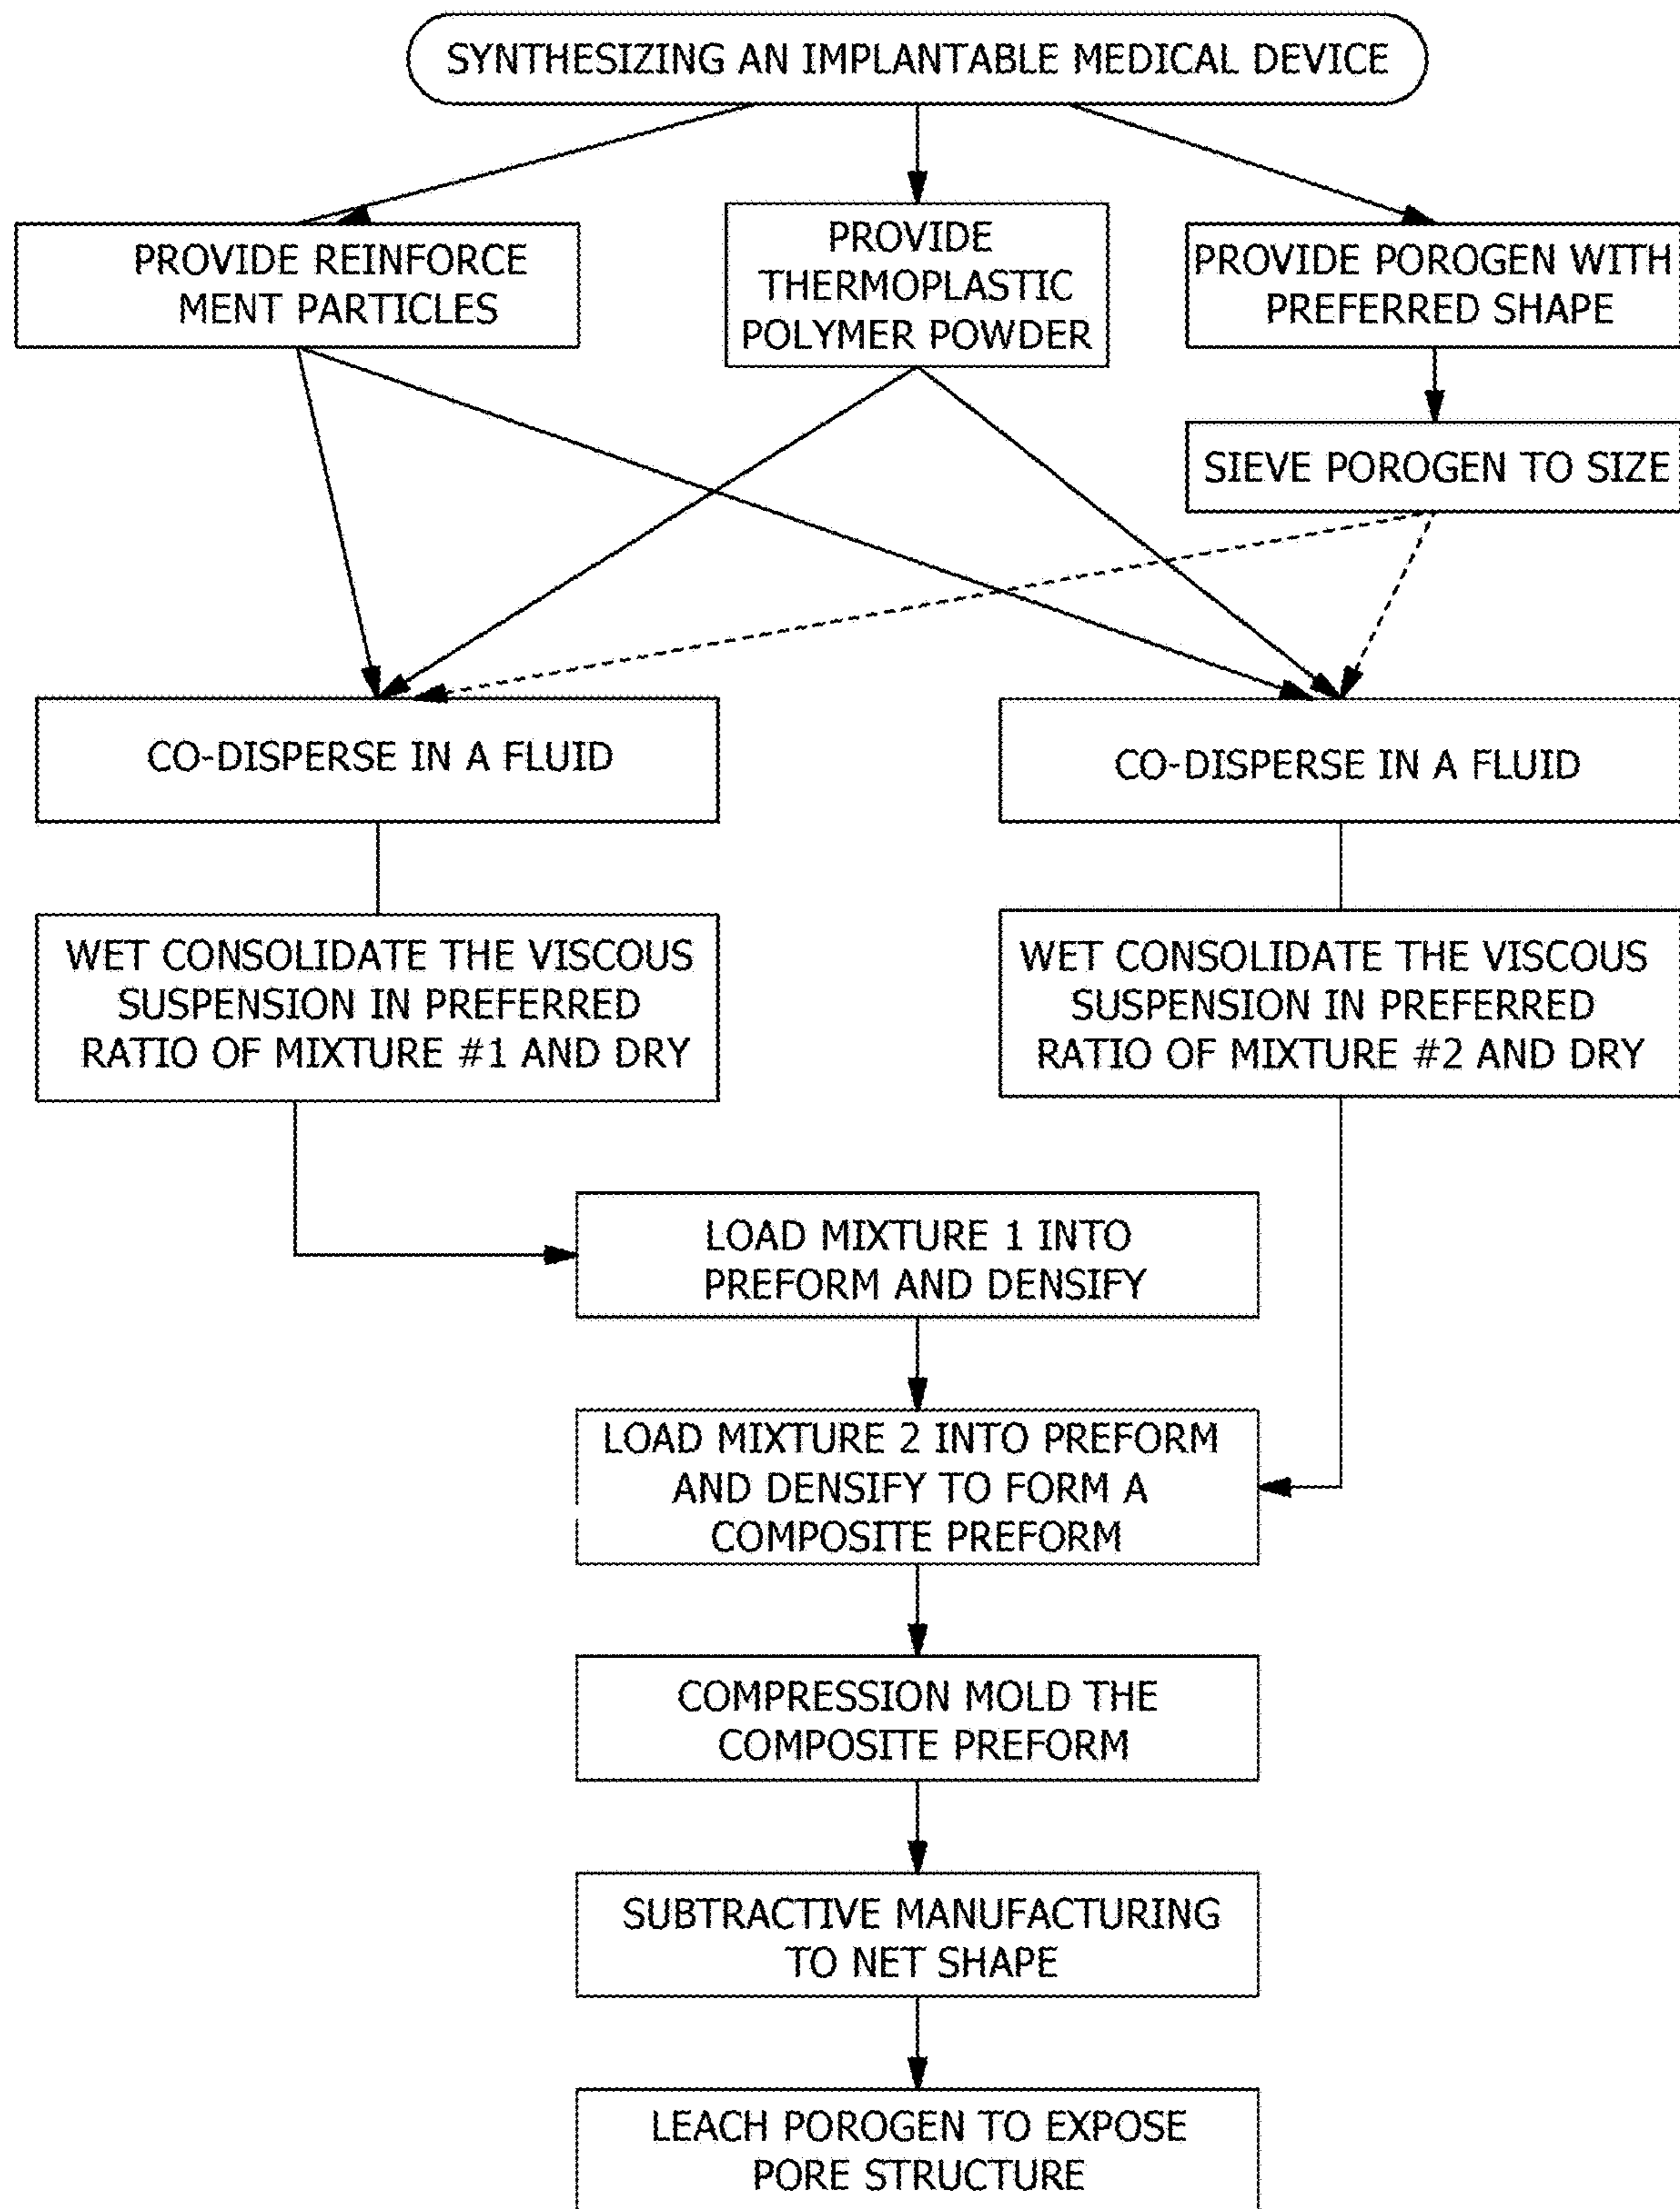 SYNTHESIZING AN IMPLANTABLE MEDICAL DEVICE
PROVIDE REINFORCE
MENT PARTICLES
PROVIDE
THERMOPLASTIC
POLYMER POWDER
PROVIDE POROGEN WITH
PREFERRED SHAPE
SIEVE POROGEN TO SIZE
CO-DISPERSE IN A FLUID
CO-DISPERSE IN A FLUID
WET CONSOLIDATE THE VISCOUS
SUSPENSION IN PREFERRED
RATIO OF MIXTURE #1 AND DRY
WET CONSOLIDATE THE VISCOUS
SUSPENSION IN PREFERRED
RATIO OF MIXTURE #2 AND DRY
LOAD MIXTURE 1 INTO
PREFORM AND DENSIFY
LOAD MIXTURE 2 INTO PREFORM
AND DENSIFY TO FORM A
COMPOSITE PREFORM
COMPRESSION MOLD THE
COMPOSITE PREFORM
SUBTRACTIVE MANUFACTURING
TO NET SHAPE
LEACH POROGEN TO EXPOSE
PORE STRUCTURE